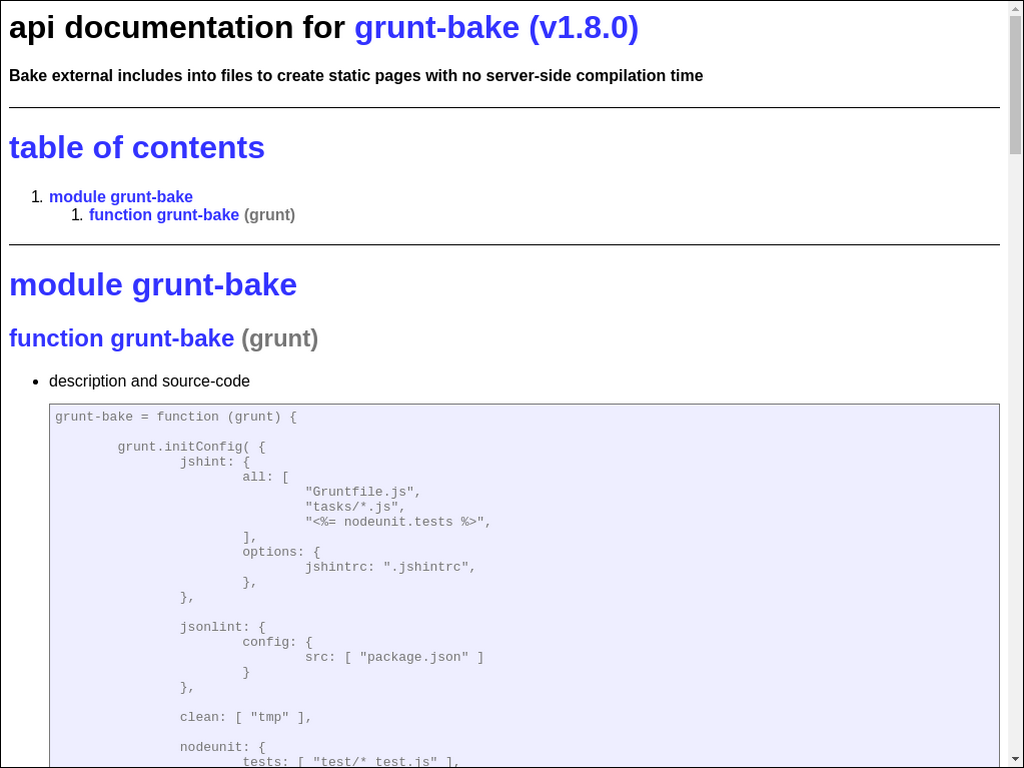 api documentation for grunt-bake (v1.8.0)
Bake external includes into files to create static pages with no server-side compilation time
table of contents
1. module grunt-bake
1. function grunt-bake (grunt)
module grunt-bake
function grunt-bake (grunt)
• description and source-code
grunt-bake = function (grunt) {
grunt.initConfig( {
jshint: {
all: [
"Gruntfile.js",
"tasks/*.js",
"<%= nodeunit.tests %>",
],
options: {
jshintrc: ".jshintrc",
},
},
jsonlint: {
config: {
src: [ "package.json" ]
}
},
clean: [ "tmp" ],
nodeunit: {
tests: [ "test/*_test.js" ],